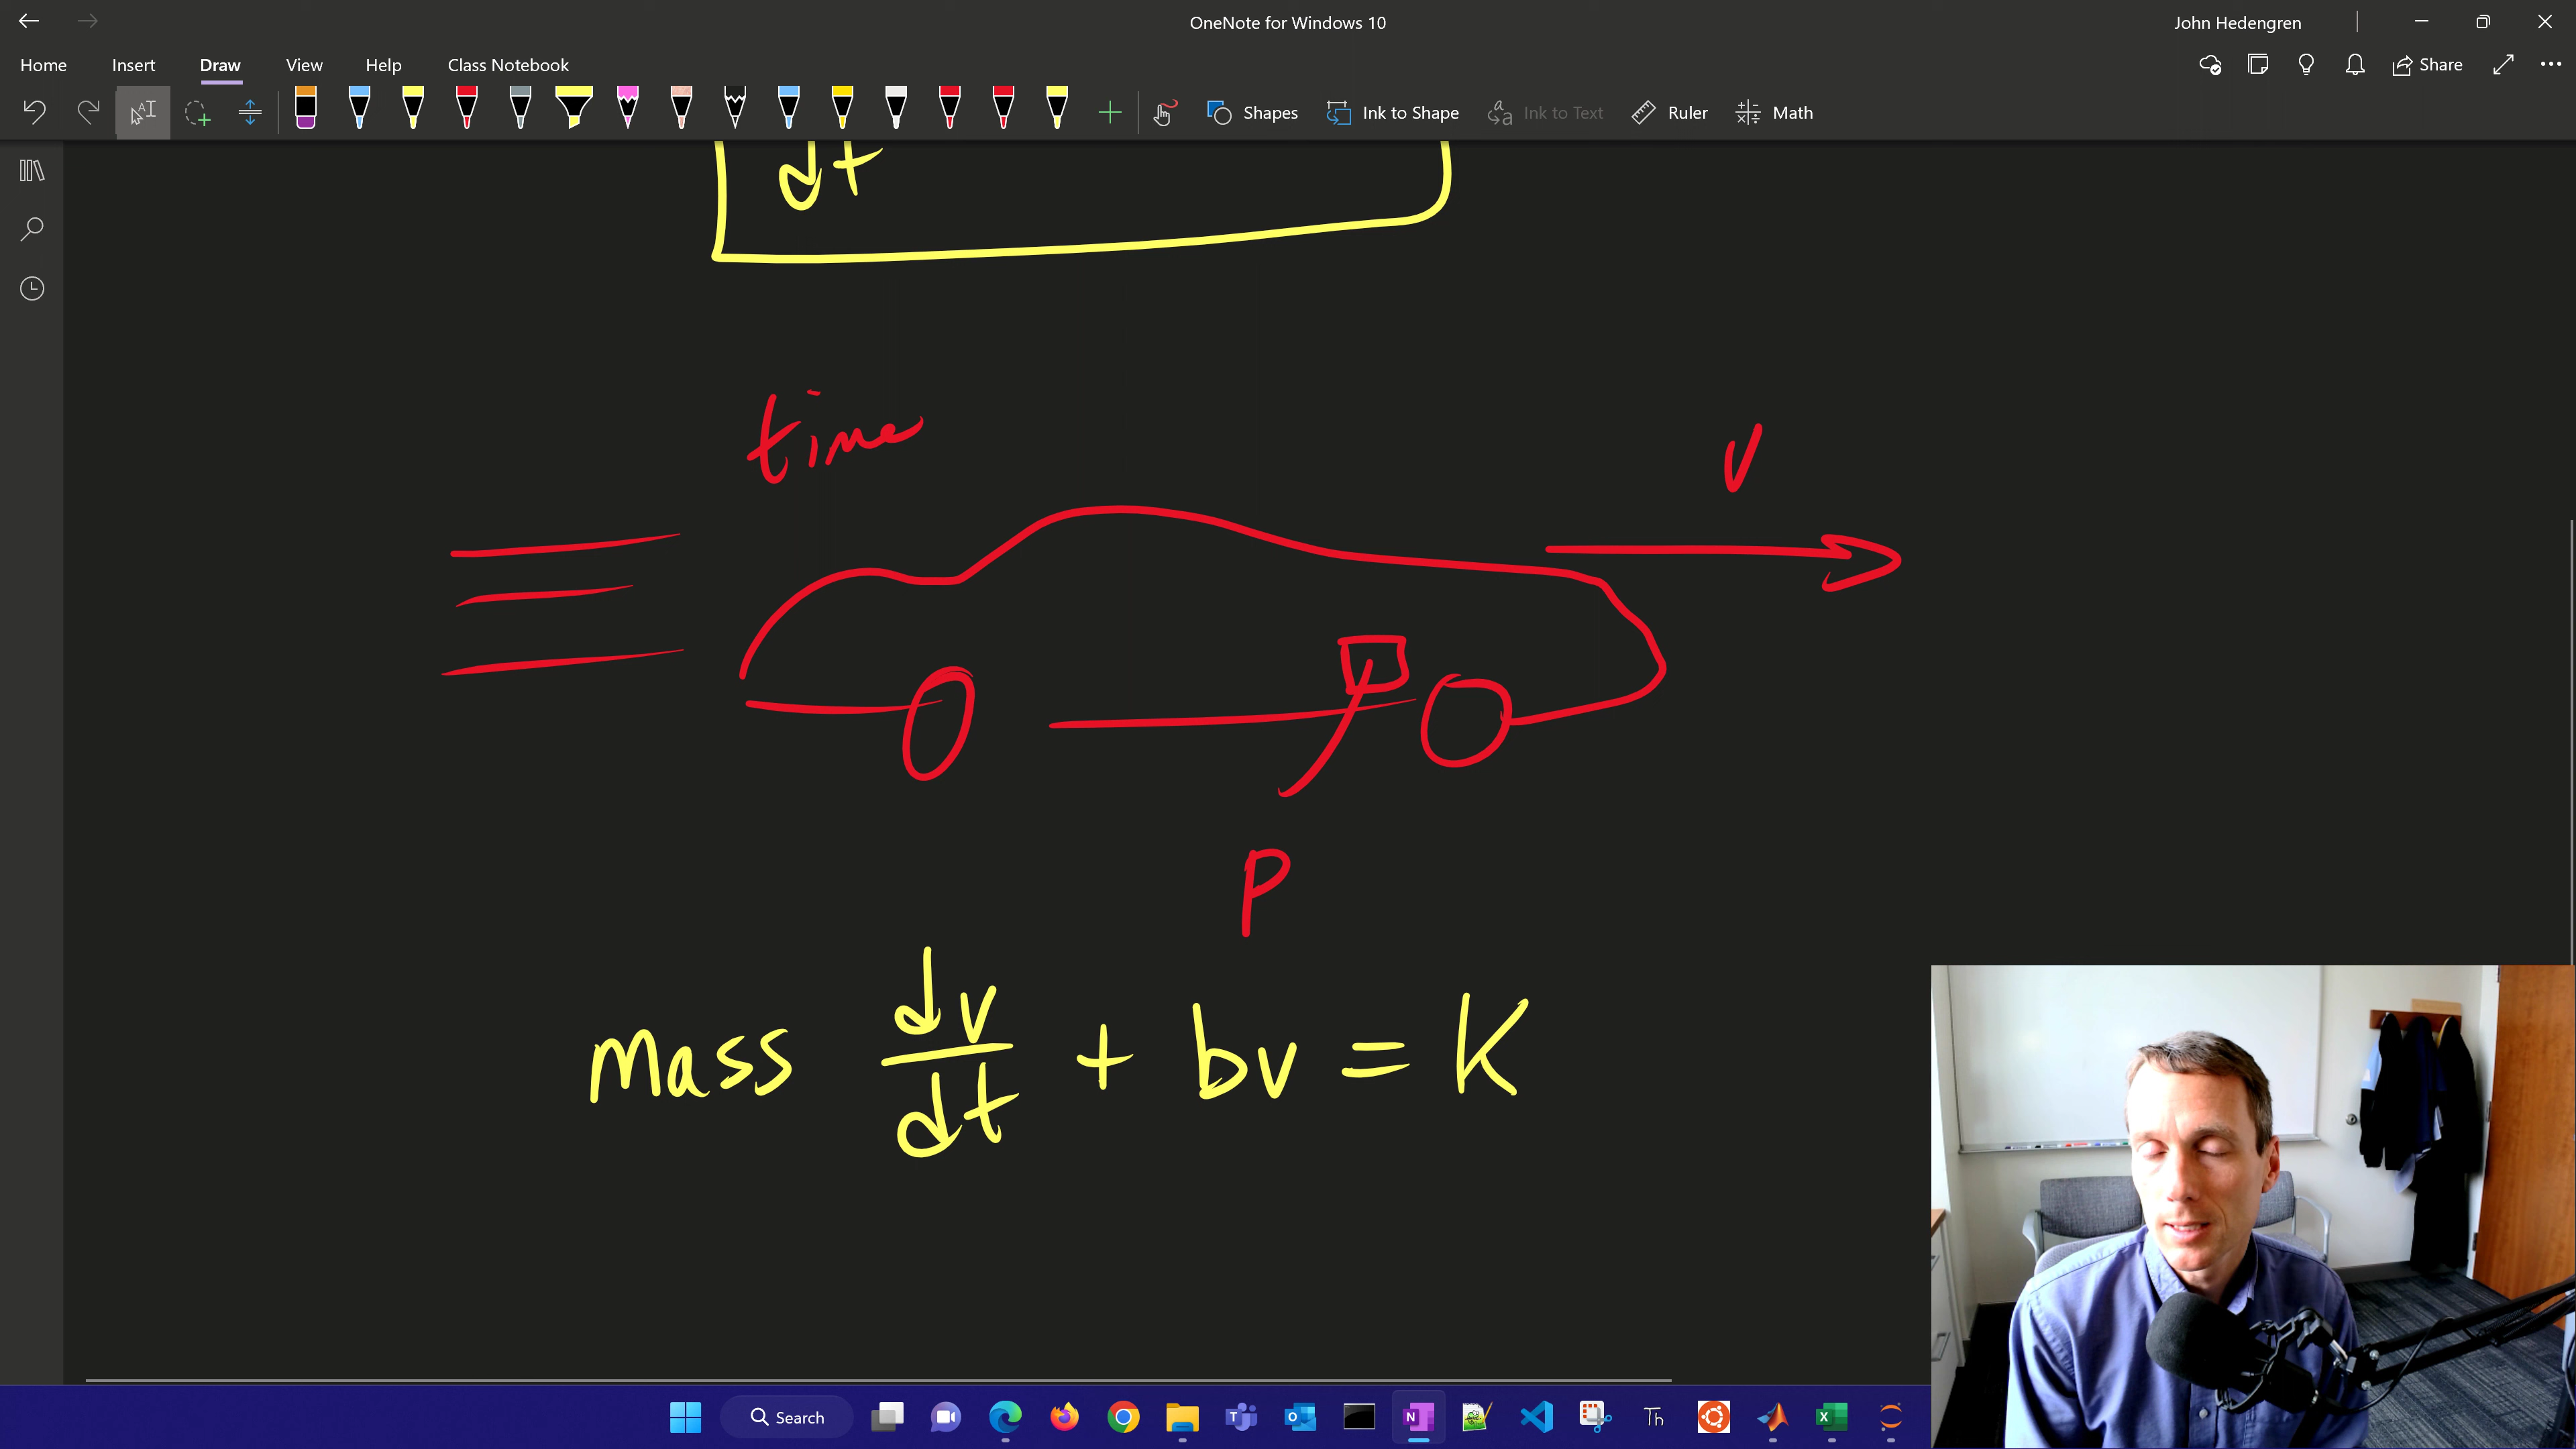 OneNote for Windows 10
John Hedengren
Home Insert Draw View Help Class Notebook
Share
Shapes Ink to Shape Ink to Text Ruler Math
dt
time
V
P
mass dv/dt + bv = K
Search
Th